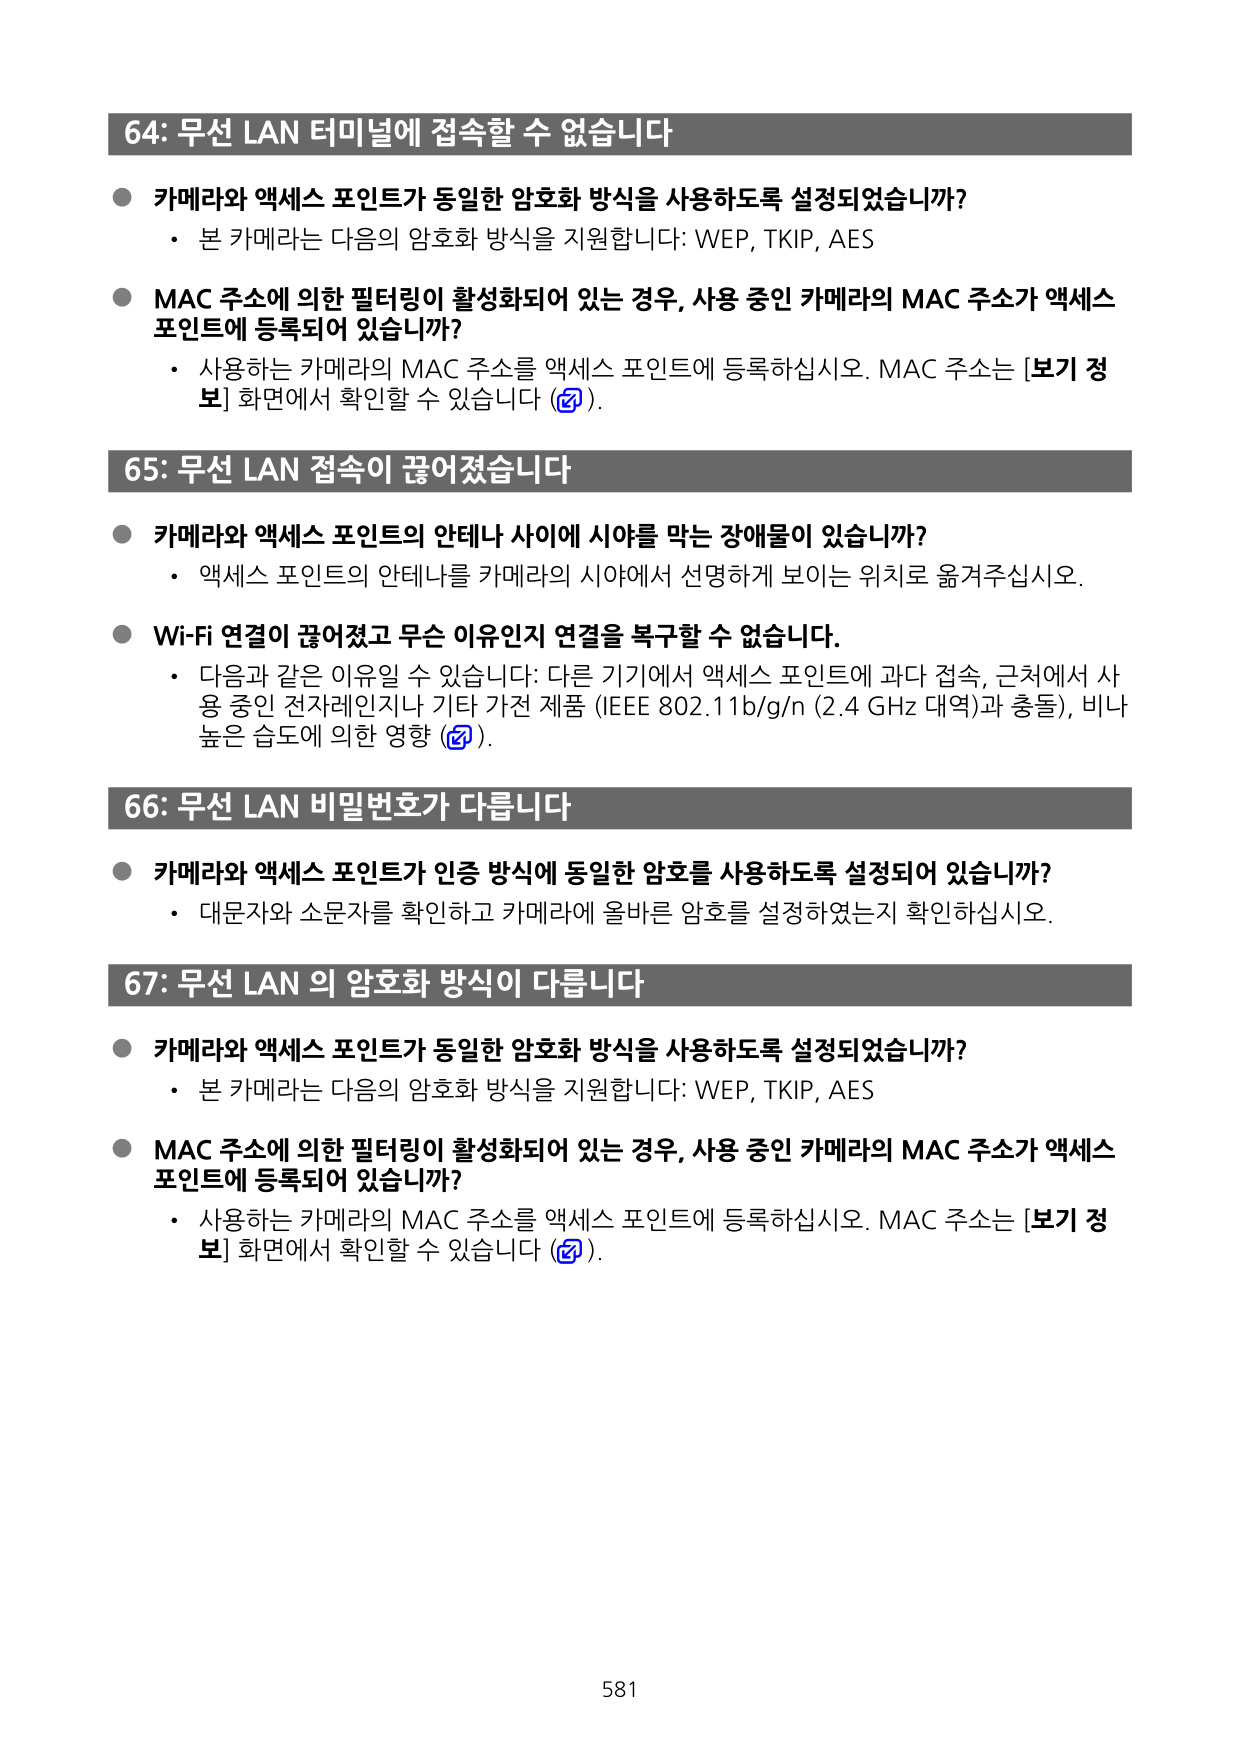 64: 무선 LAN 터미널에 접속할 수 없습니다
● 카메라와 액세스 포인트가 동일한 암호화 방식을 사용하도록 설정되었습니까?
• 본 카메라는 다음의 암호화 방식을 지원합니다: WEP, TKIP, AES
● MAC 주소에 의한 필터링이 활성화되어 있는 경우, 사용 중인 카메라의 MAC 주소가 액세스
포인트에 등록되어 있습니까?
• 사용하는 카메라의 MAC 주소를 액세스 포인트에 등록하십시오. MAC 주소는 [보기 정
보] 화면에서 확인할 수 있습니다 ( ).
65: 무선 LAN 접속이 끊어졌습니다
● 카메라와 액세스 포인트의 안테나 사이에 시야를 막는 장애물이 있습니까?
• 액세스 포인트의 안테나를 카메라의 시야에서 선명하게 보이는 위치로 옮겨주십시오.
● Wi-Fi 연결이 끊어졌고 무슨 이유인지 연결을 복구할 수 없습니다.
• 다음과 같은 이유일 수 있습니다: 다른 기기에서 액세스 포인트에 과다 접속, 근처에서 사
용 중인 전자레인지나 기타 가전 제품 (IEEE 802.11b/g/n (2.4 GHz 대역)과 충돌), 비나
높은 습도에 의한 영향 ( ).
66: 무선 LAN 비밀번호가 다릅니다
● 카메라와 액세스 포인트가 인증 방식에 동일한 암호를 사용하도록 설정되어 있습니까?
• 대문자와 소문자를 확인하고 카메라에 올바른 암호를 설정하였는지 확인하십시오.
67: 무선 LAN 의 암호화 방식이 다릅니다
● 카메라와 액세스 포인트가 동일한 암호화 방식을 사용하도록 설정되었습니까?
• 본 카메라는 다음의 암호화 방식을 지원합니다: WEP, TKIP, AES
● MAC 주소에 의한 필터링이 활성화되어 있는 경우, 사용 중인 카메라의 MAC 주소가 액세스
포인트에 등록되어 있습니까?
• 사용하는 카메라의 MAC 주소를 액세스 포인트에 등록하십시오. MAC 주소는 [보기 정
보] 화면에서 확인할 수 있습니다 ( ).
581